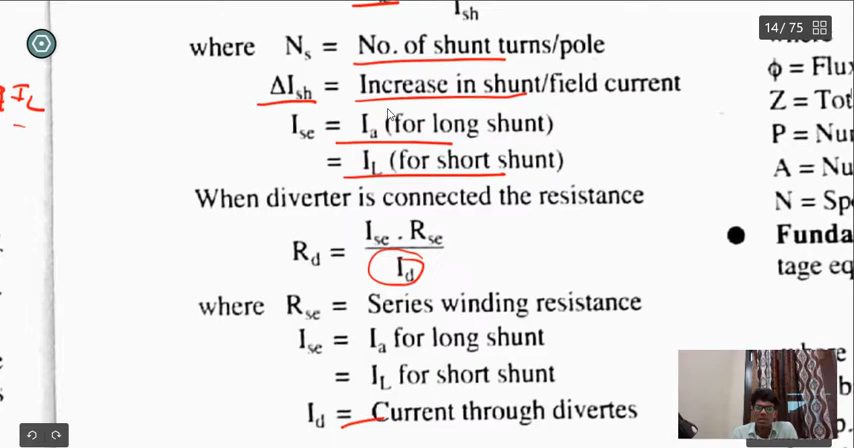 I_sh
14 / 75
where N_s = No. of shunt turns/pole
ΔI_sh = Increase in shunt/field current
I_L
I_se = I_a (for long shunt)
= I_L (for short shunt)
When diverter is connected the resistance
R_d = I_se . R_se / I_d
where R_se = Series winding resistance
I_se = I_a for long shunt
= I_L for short shunt
I_d = Current through divertes
ϕ = Flux
Z = Tot
P = Nu
A = Nu
N = Sp
● Funda
tage eq
where